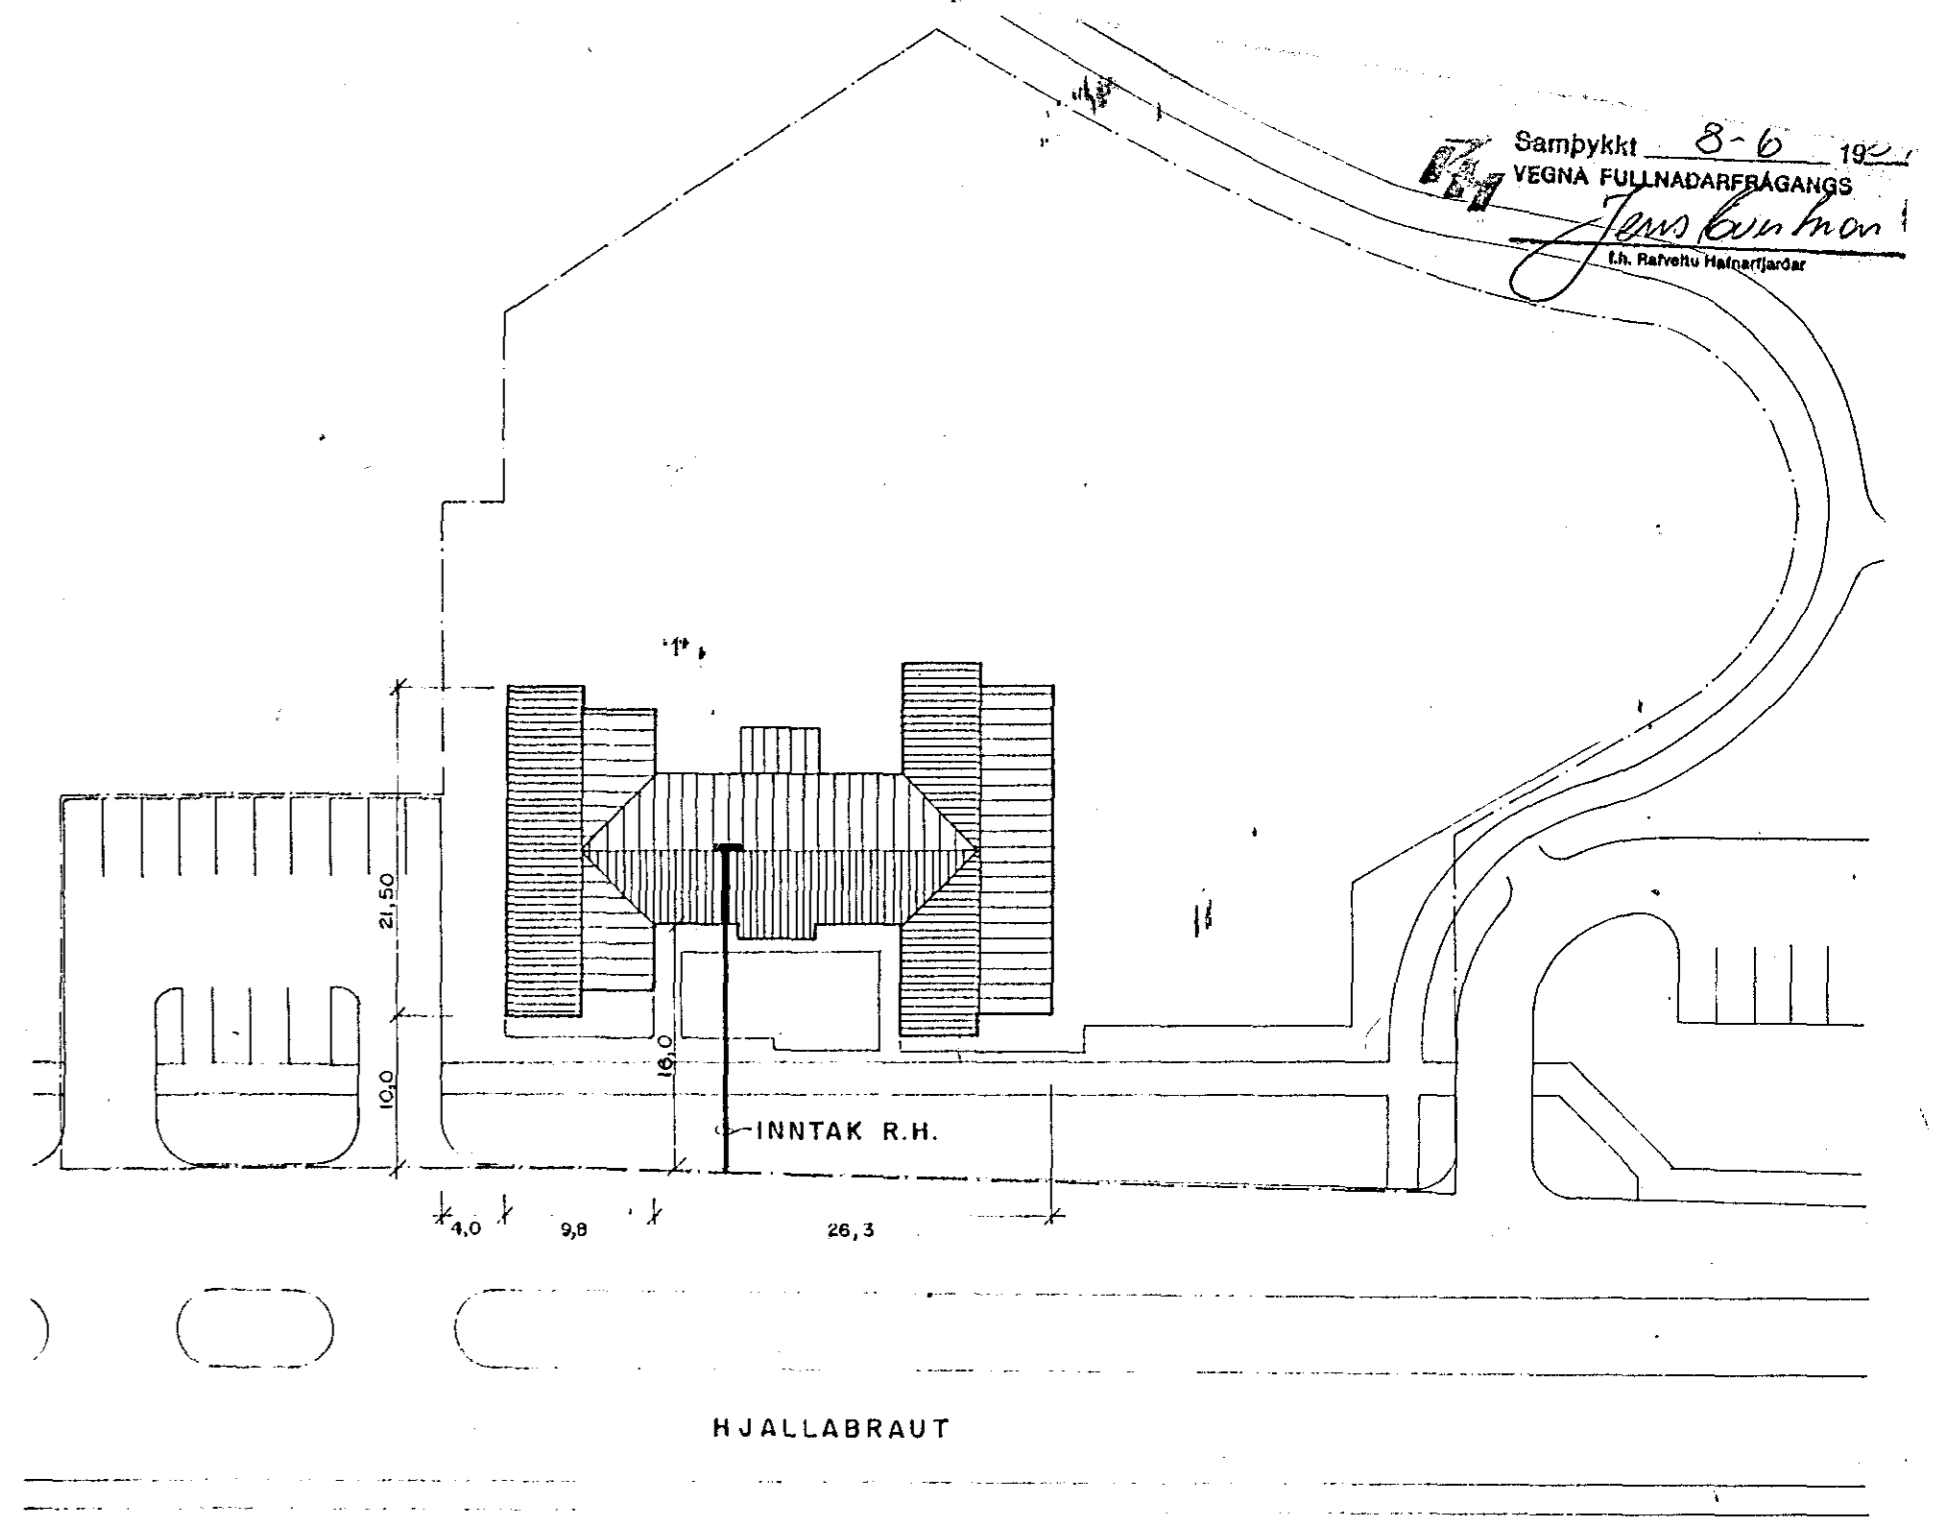 Samþykkt 8-6 19
VEGNA FULLNAÐARFRÁGANGS
f.h. Rafveitu Hafnarfjarðar
21,50
10,0
16,0
INNTAK R.H.
4,0 9,8 26,3
HJALLABRAUT